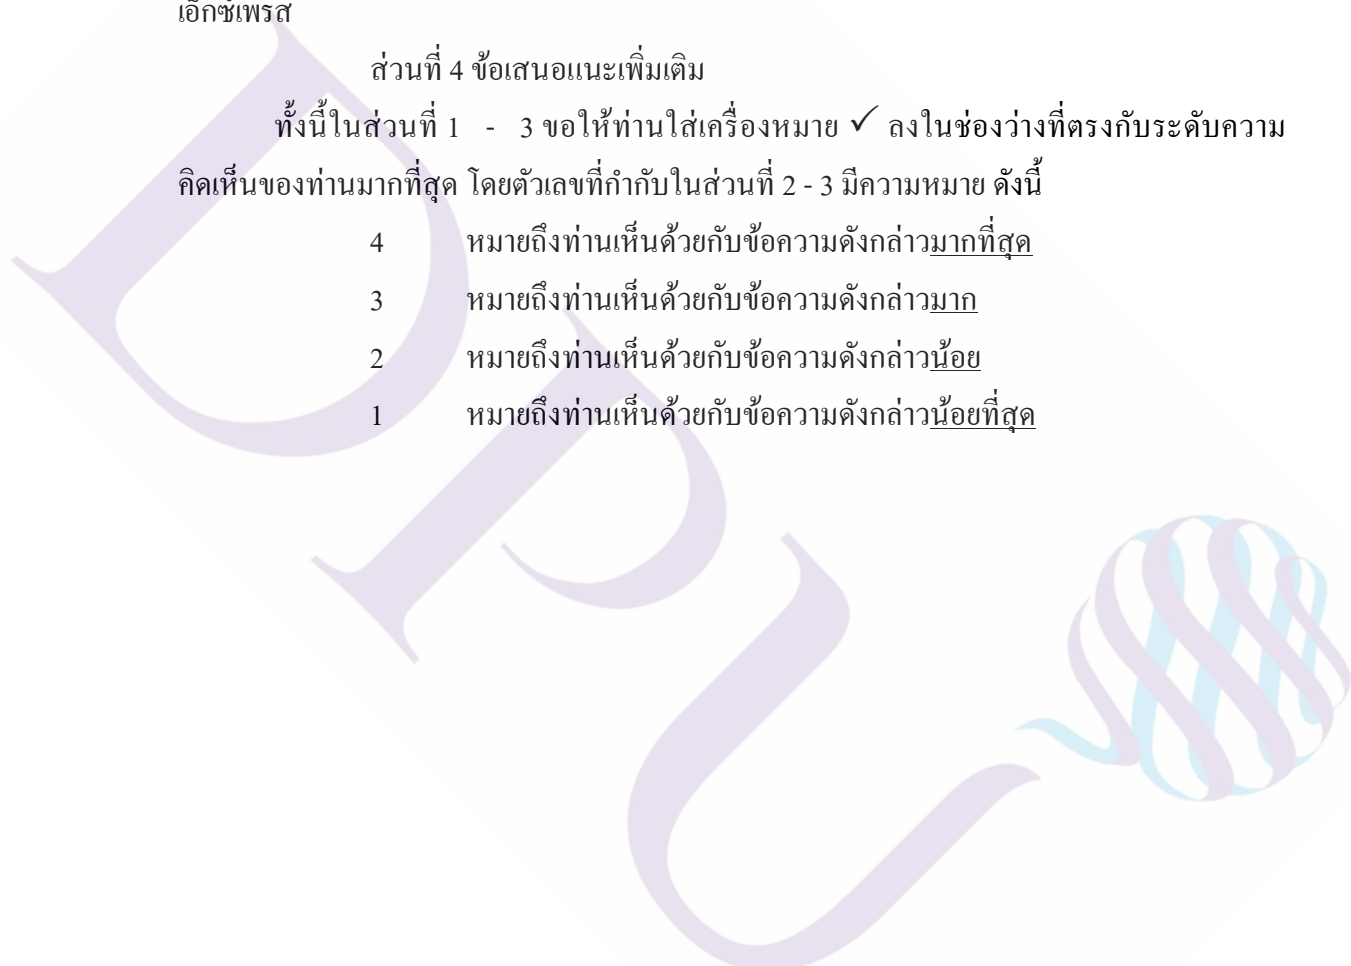 เอ็กซ์เพรส
ส่วนที่ 4 ข้อเสนอแนะเพิ่มเติม
ทั้งนี้ในส่วนที่ 1 - 3 ขอให้ท่านใส่เครื่องหมาย ✓ ลงในช่องว่างที่ตรงกับระดับความ
คิดเห็นของท่านมากที่สุด โดยตัวเลขที่กำกับในส่วนที่ 2 - 3 มีความหมาย ดังนี้
4 หมายถึงท่านเห็นด้วยกับข้อความดังกล่าวมากที่สุด
3 หมายถึงท่านเห็นด้วยกับข้อความดังกล่าวมาก
2 หมายถึงท่านเห็นด้วยกับข้อความดังกล่าวน้อย
1 หมายถึงท่านเห็นด้วยกับข้อความดังกล่าวน้อยที่สุด
DPU